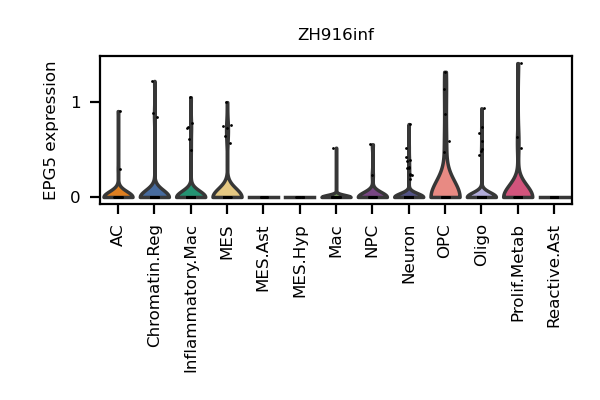 ZH916inf
EPG5 expression
1
0
AC
Chromatin.Reg
Inflammatory.Mac
MES
MES.Ast
MES.Hyp
Mac
NPC
Neuron
OPC
Oligo
Prolif.Metab
Reactive.Ast